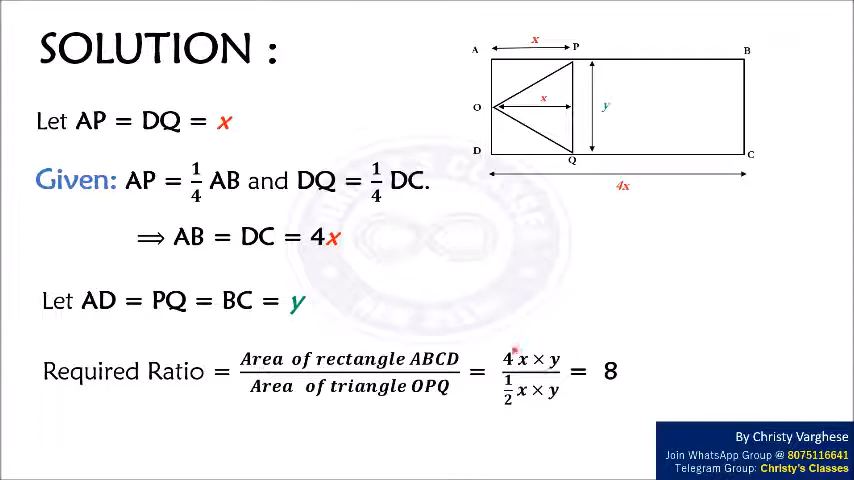 SOLUTION :
x
A P B
Let AP = DQ = x
O x y
D Q C
4x
Given: AP = 1/4 AB and DQ = 1/4 DC.
⟹ AB = DC = 4x
Let AD = PQ = BC = y
Required Ratio = Area of rectangle ABCD / Area of triangle OPQ = 4 x × y / 1/2 x × y = 8
By Christy Varghese
Join WhatsApp Group @ 8075116641
Telegram Group: Christy's Classes